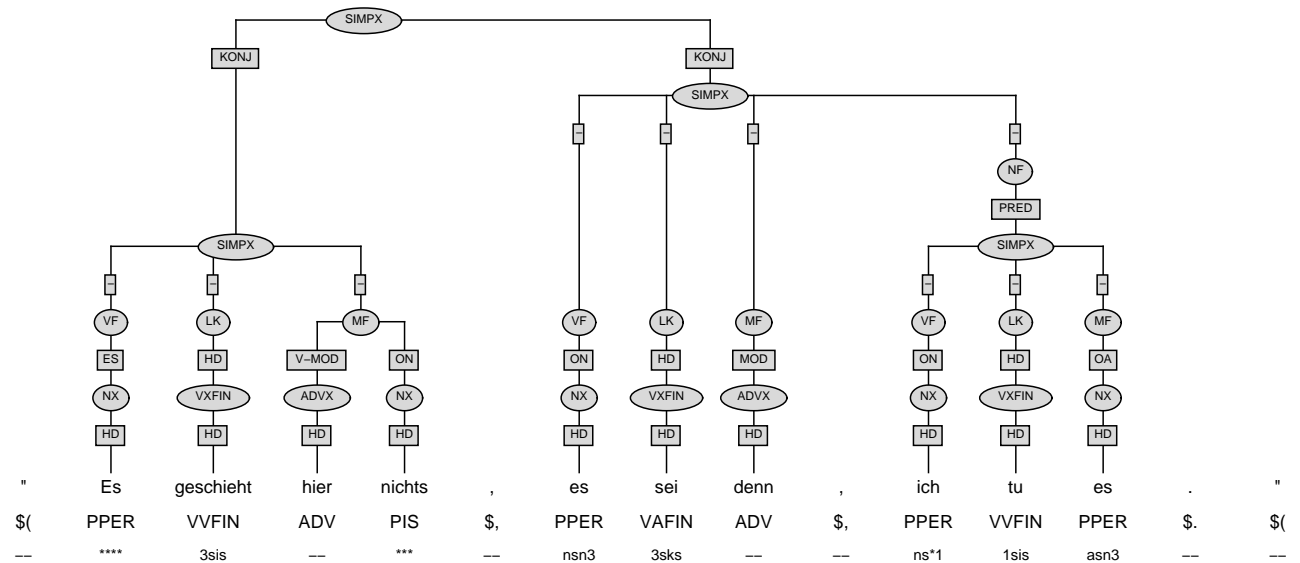 SIMPX
KONJ KONJ
SIMPX
– – – –
NF
PRED
SIMPX SIMPX
– – – – – –
VF LK MF VF LK MF VF LK MF
ES HD V–MOD ON ON HD MOD ON HD OA
NX VXFIN ADVX NX NX VXFIN ADVX NX VXFIN NX
HD HD HD HD HD HD HD HD HD HD
" Es geschieht hier nichts , es sei denn , ich tu es . "
$( PPER VVFIN ADV PIS $, PPER VAFIN ADV $, PPER VVFIN PPER $. $(
–– **** 3sis –– *** –– nsn3 3sks –– –– ns*1 1sis asn3 –– ––